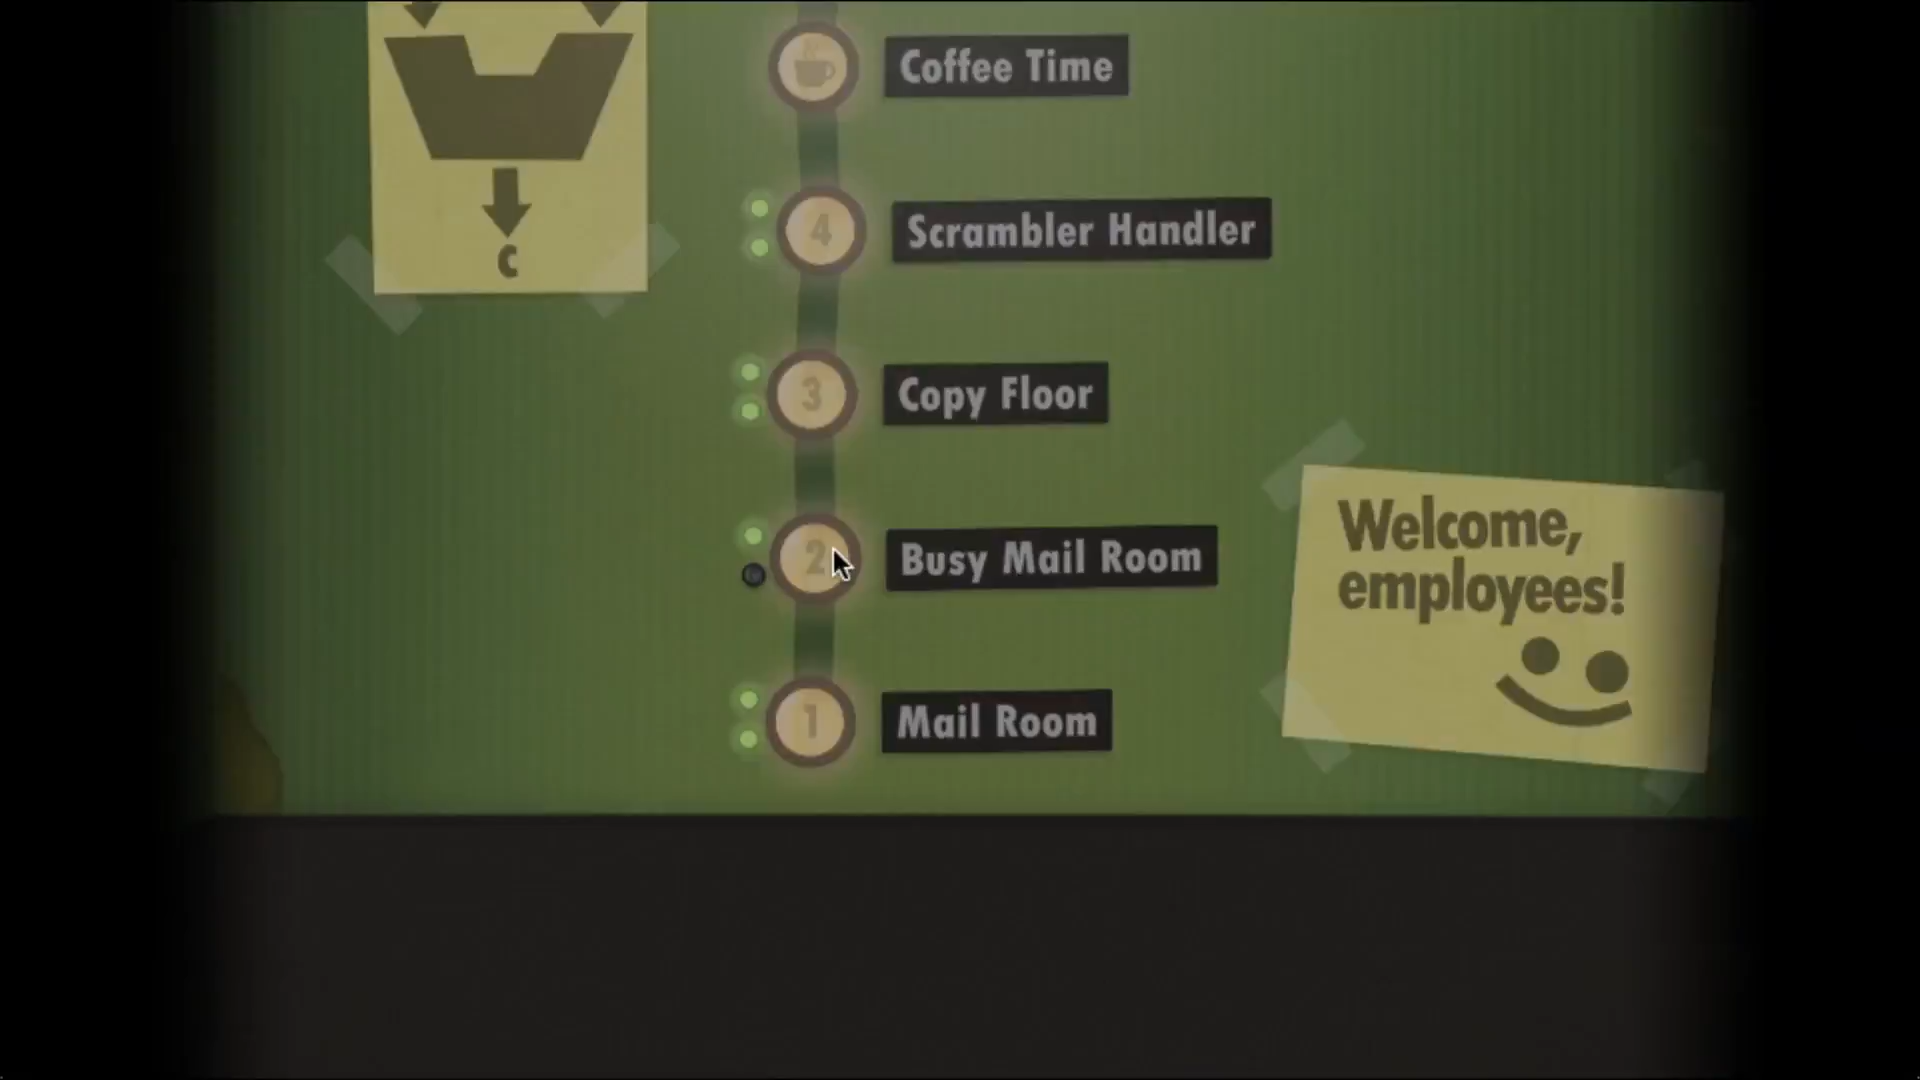 Coffee Time
C
4
Scrambler Handler
3
Copy Floor
2
Busy Mail Room
1
Mail Room
Welcome,
employees!